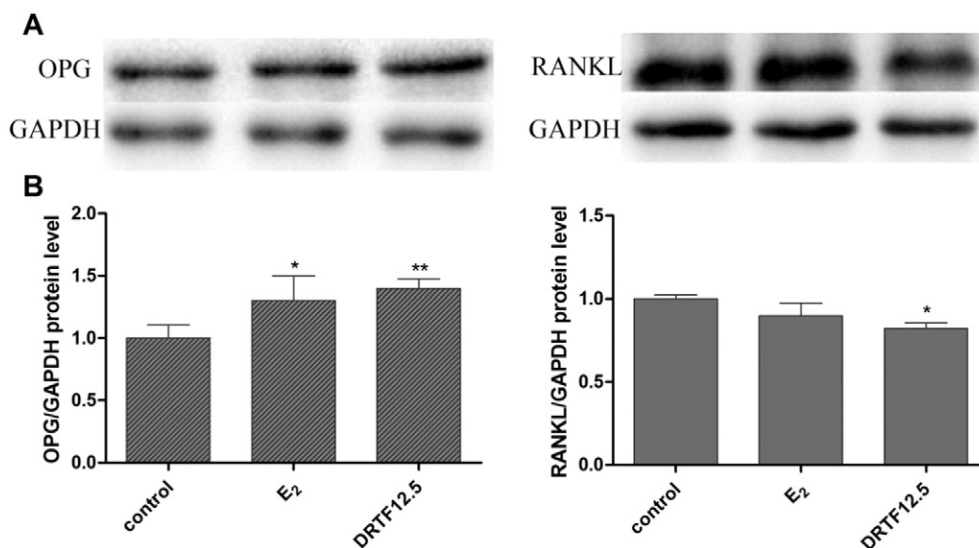 A
OPG
GAPDH
RANKL
GAPDH
B
OPG/GAPDH protein level
2.0
1.5
1.0
0.5
0.0
*
**
control
E₂
DRTF12.5
RANKL/GAPDH protein level
1.5
1.0
0.5
0.0
*
control
E₂
DRTF12.5